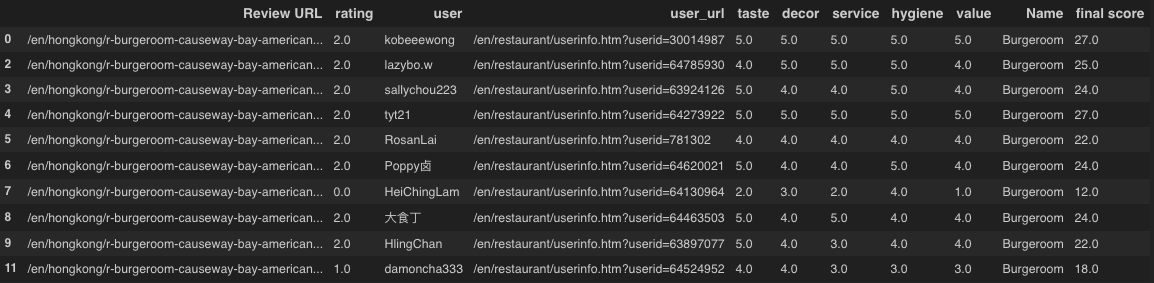 Review URL rating user user_url taste decor service hygiene value Name final score
0 /en/hongkong/r-burgeroom-causeway-bay-american... 2.0 kobeeewong /en/restaurant/userinfo.htm?userid=30014987 5.0 5.0 5.0 5.0 5.0 Burgeroom 27.0
2 /en/hongkong/r-burgeroom-causeway-bay-american... 2.0 lazybo.w /en/restaurant/userinfo.htm?userid=64785930 4.0 5.0 5.0 5.0 4.0 Burgeroom 25.0
3 /en/hongkong/r-burgeroom-causeway-bay-american... 2.0 sallychou223 /en/restaurant/userinfo.htm?userid=63924126 5.0 4.0 4.0 5.0 4.0 Burgeroom 24.0
4 /en/hongkong/r-burgeroom-causeway-bay-american... 2.0 tyt21 /en/restaurant/userinfo.htm?userid=64273922 5.0 5.0 5.0 5.0 5.0 Burgeroom 27.0
5 /en/hongkong/r-burgeroom-causeway-bay-american... 2.0 RosanLai /en/restaurant/userinfo.htm?userid=781302 4.0 4.0 4.0 4.0 4.0 Burgeroom 22.0
6 /en/hongkong/r-burgeroom-causeway-bay-american... 2.0 Poppy卤 /en/restaurant/userinfo.htm?userid=64620021 5.0 4.0 4.0 5.0 4.0 Burgeroom 24.0
7 /en/hongkong/r-burgeroom-causeway-bay-american... 0.0 HeiChingLam /en/restaurant/userinfo.htm?userid=64130964 2.0 3.0 2.0 4.0 1.0 Burgeroom 12.0
8 /en/hongkong/r-burgeroom-causeway-bay-american... 2.0 大食丁 /en/restaurant/userinfo.htm?userid=64463503 5.0 4.0 5.0 4.0 4.0 Burgeroom 24.0
9 /en/hongkong/r-burgeroom-causeway-bay-american... 2.0 HlingChan /en/restaurant/userinfo.htm?userid=63897077 5.0 4.0 3.0 4.0 4.0 Burgeroom 22.0
11 /en/hongkong/r-burgeroom-causeway-bay-american... 1.0 damoncha333 /en/restaurant/userinfo.htm?userid=64524952 4.0 4.0 3.0 3.0 3.0 Burgeroom 18.0